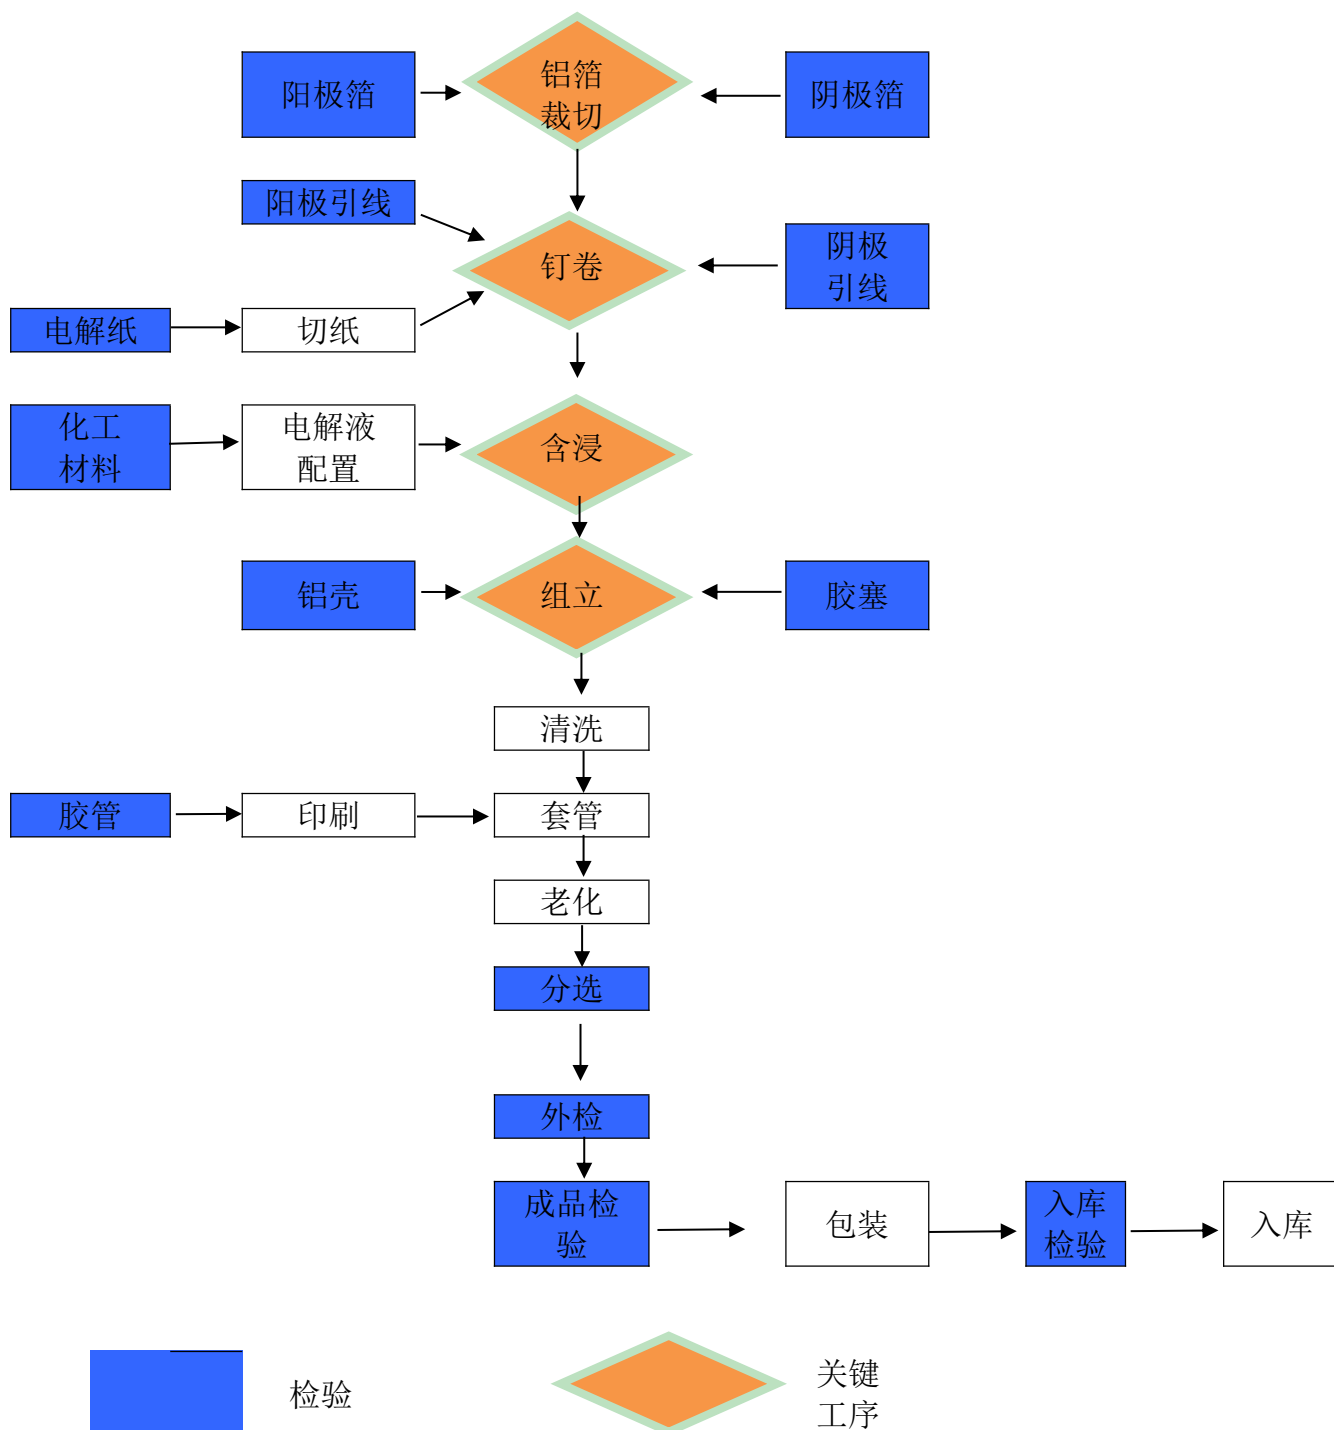 阳极箔
铝箔
裁切
阴极箔
阳极引线
钉卷
阴极
引线
电解纸
切纸
化工
材料
电解液
配置
含浸
铝壳
组立
胶塞
清洗
胶管
印刷
套管
老化
分选
外检
成品检
验
包装
入库
检验
入库
检验
关键
工序